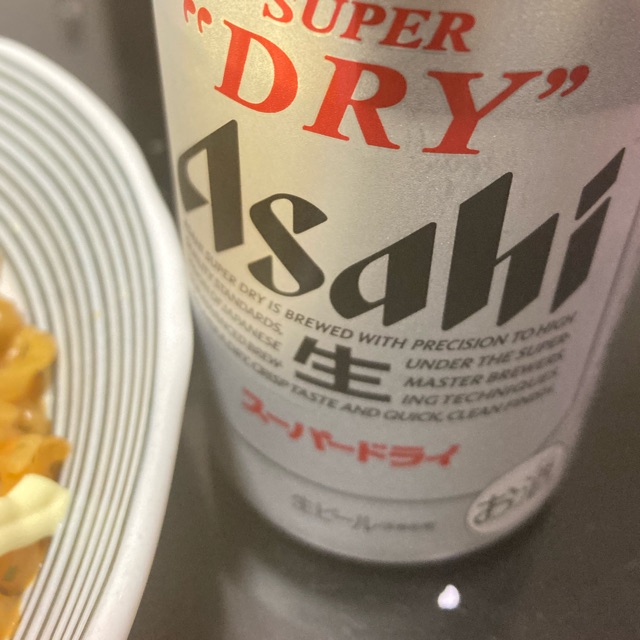 SUPER
“DRY”
Asahi
SUPER DRY IS BREWED WITH PRECISION TO HIGH
STANDARDS
UNDER THE SUPER
JAPANESE
MASTER BREWERS
生
ING TECHNIQUES.
CRISP TASTE AND QUICK, CLEAN FINISH
スーパードライ
生ビール
お酒